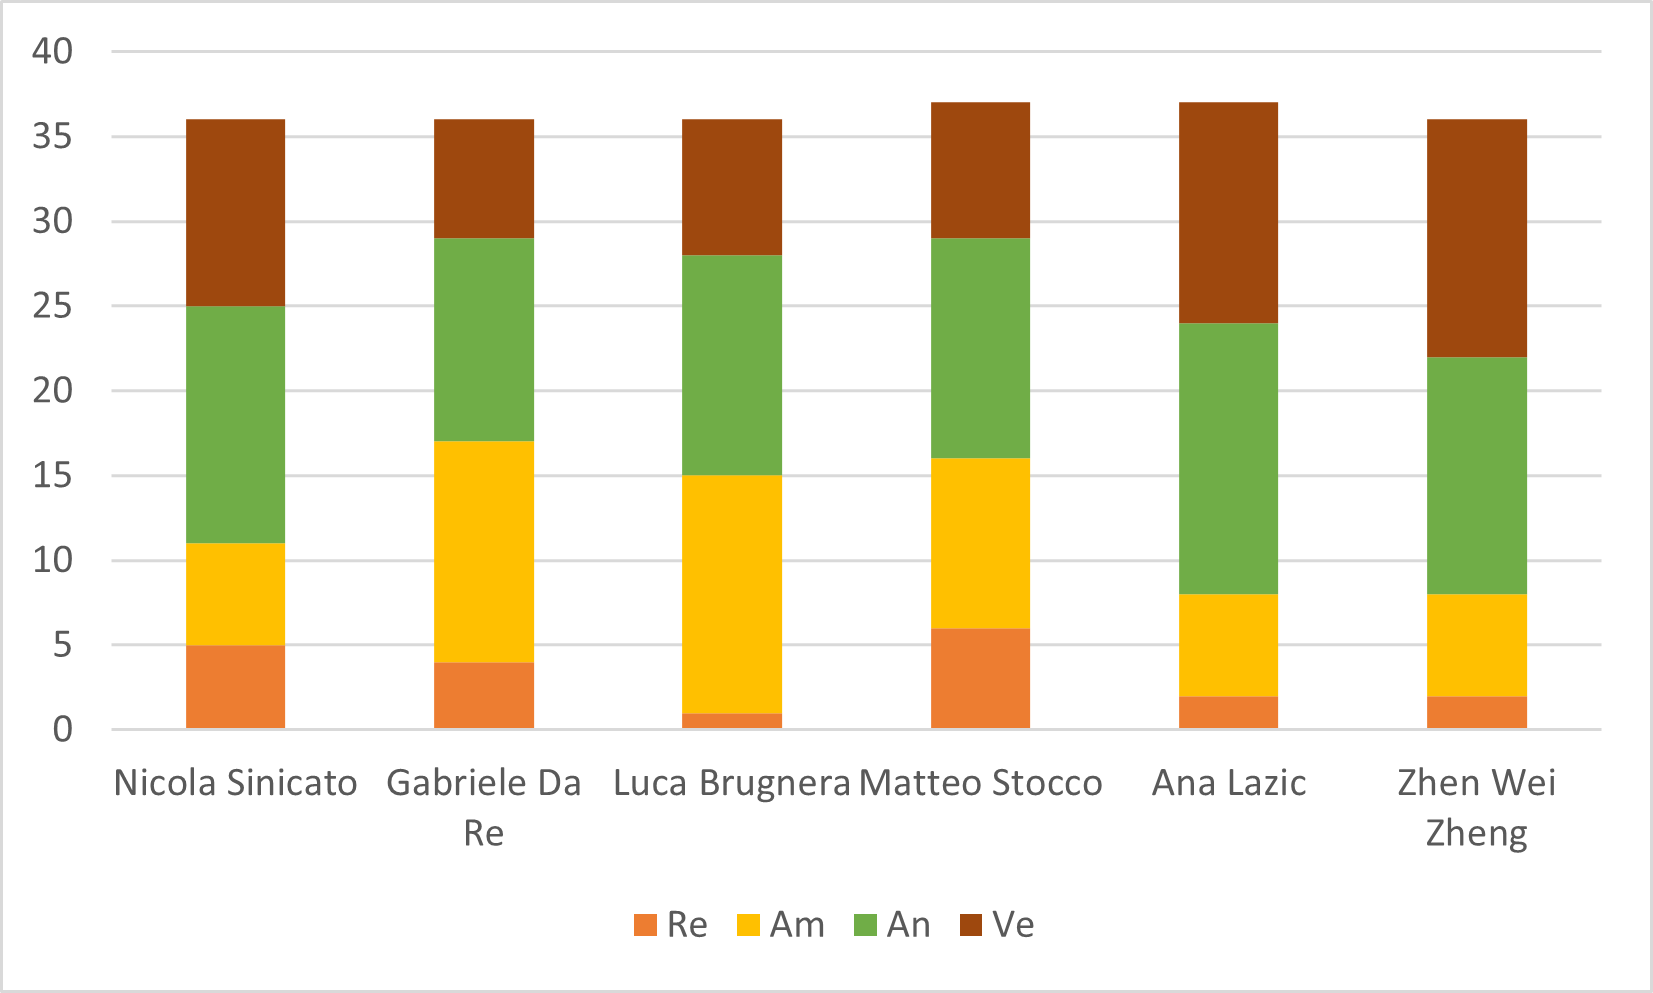 40
35
30
25
20
15
10
5
0
Nicola Sinicato
Gabriele Da
Re
Luca Brugnera
Matteo Stocco
Ana Lazic
Zhen Wei
Zheng
Re Am An Ve